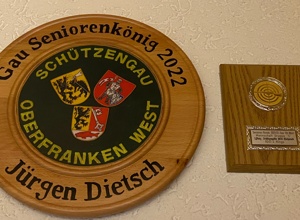 Gau Seniorenkönig 2022
SCHÜTZENGAU
OBERFRANKEN WEST
Jürgen Dietsch